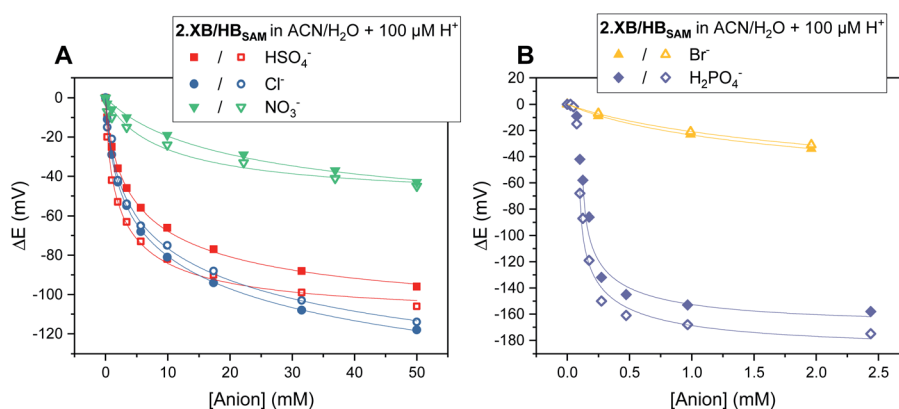 A
2.XB/HB_SAM in ACN/H₂O + 100 µM H⁺
/ HSO₄⁻
/ Cl⁻
/ NO₃⁻
0
-20
-40
-60
-80
-100
-120
ΔE (mV)
0 10 20 30 40 50
[Anion] (mM)
B
2.XB/HB_SAM in ACN/H₂O + 100 µM H⁺
/ Br⁻
/ H₂PO₄⁻
20
0
-20
-40
-60
-80
-100
-120
-140
-160
-180
ΔE (mV)
0.0 0.5 1.0 1.5 2.0 2.5
[Anion] (mM)